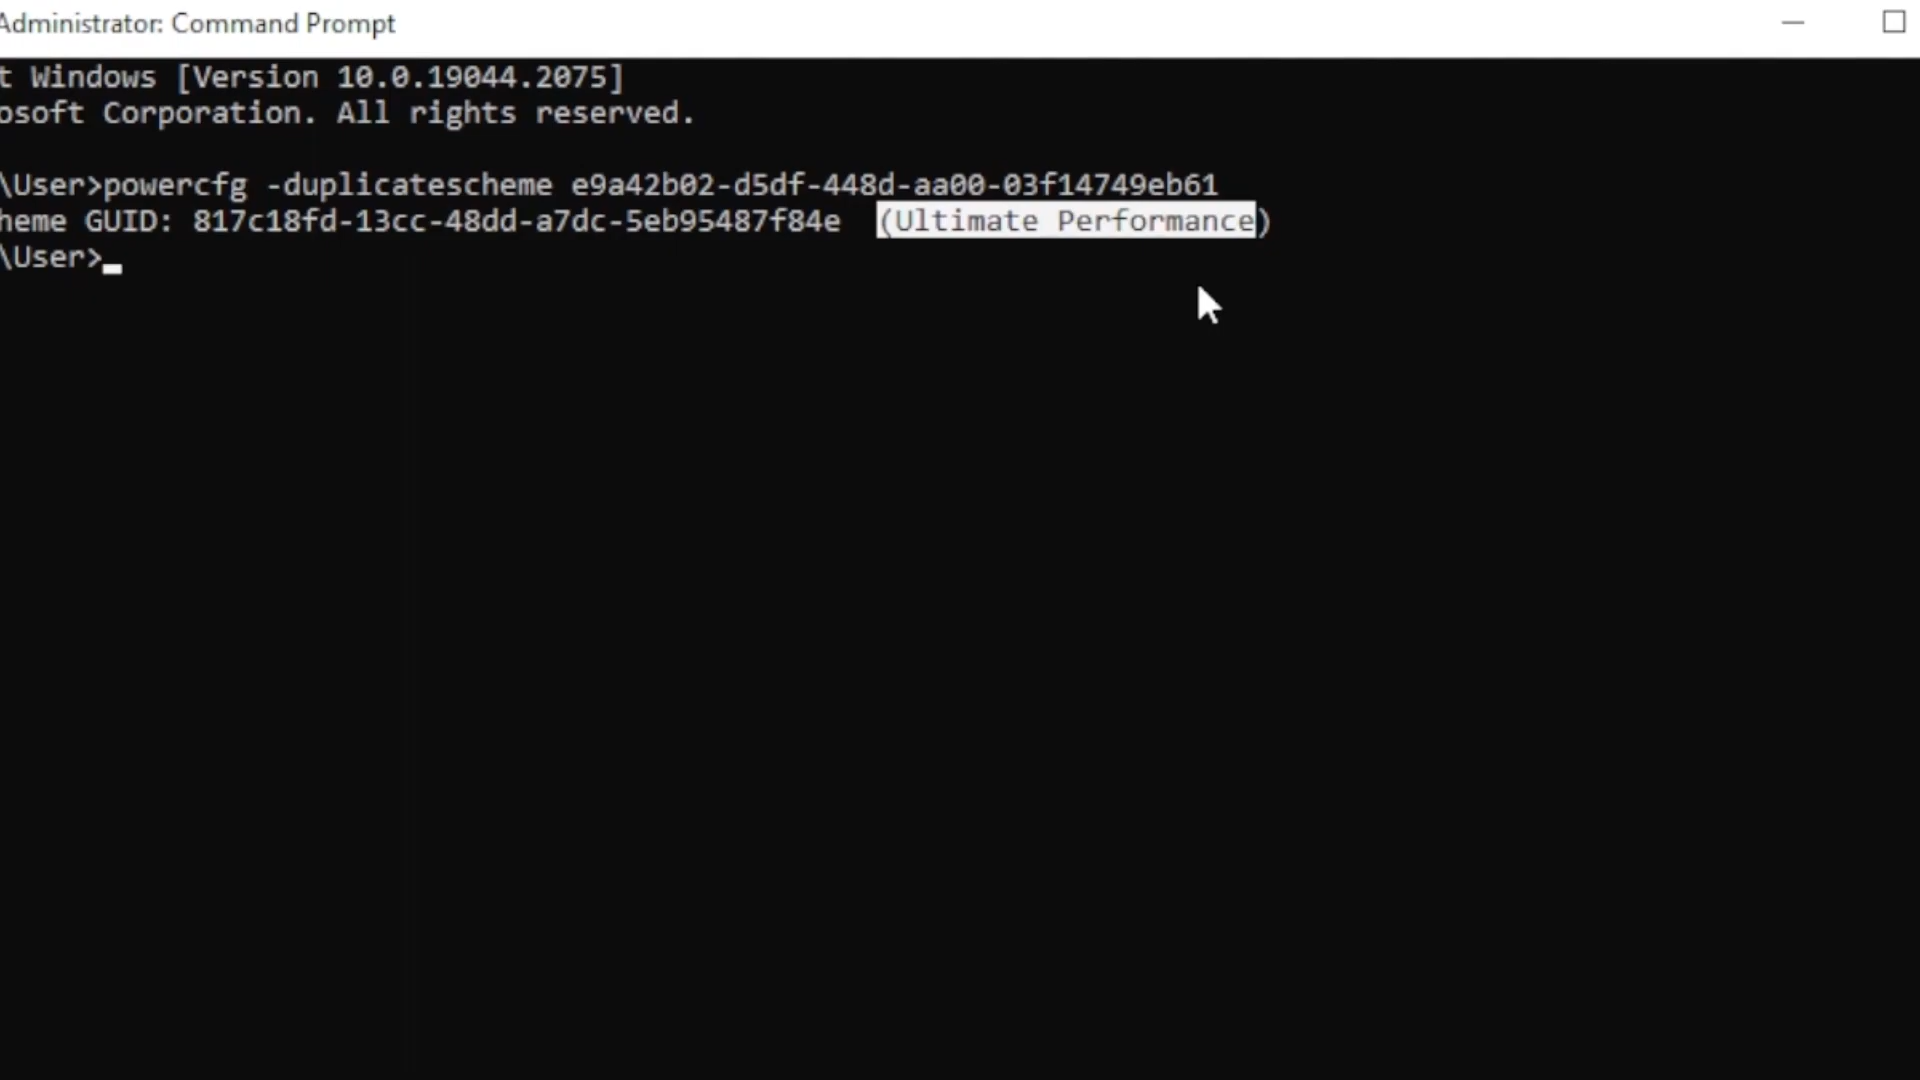 Administrator: Command Prompt
t Windows [Version 10.0.19044.2075]
osoft Corporation. All rights reserved.
\User>powercfg -duplicatescheme e9a42b02-d5df-448d-aa00-03f14749eb61
heme GUID: 817c18fd-13cc-48dd-a7dc-5eb95487f84e  (Ultimate Performance)
\User>